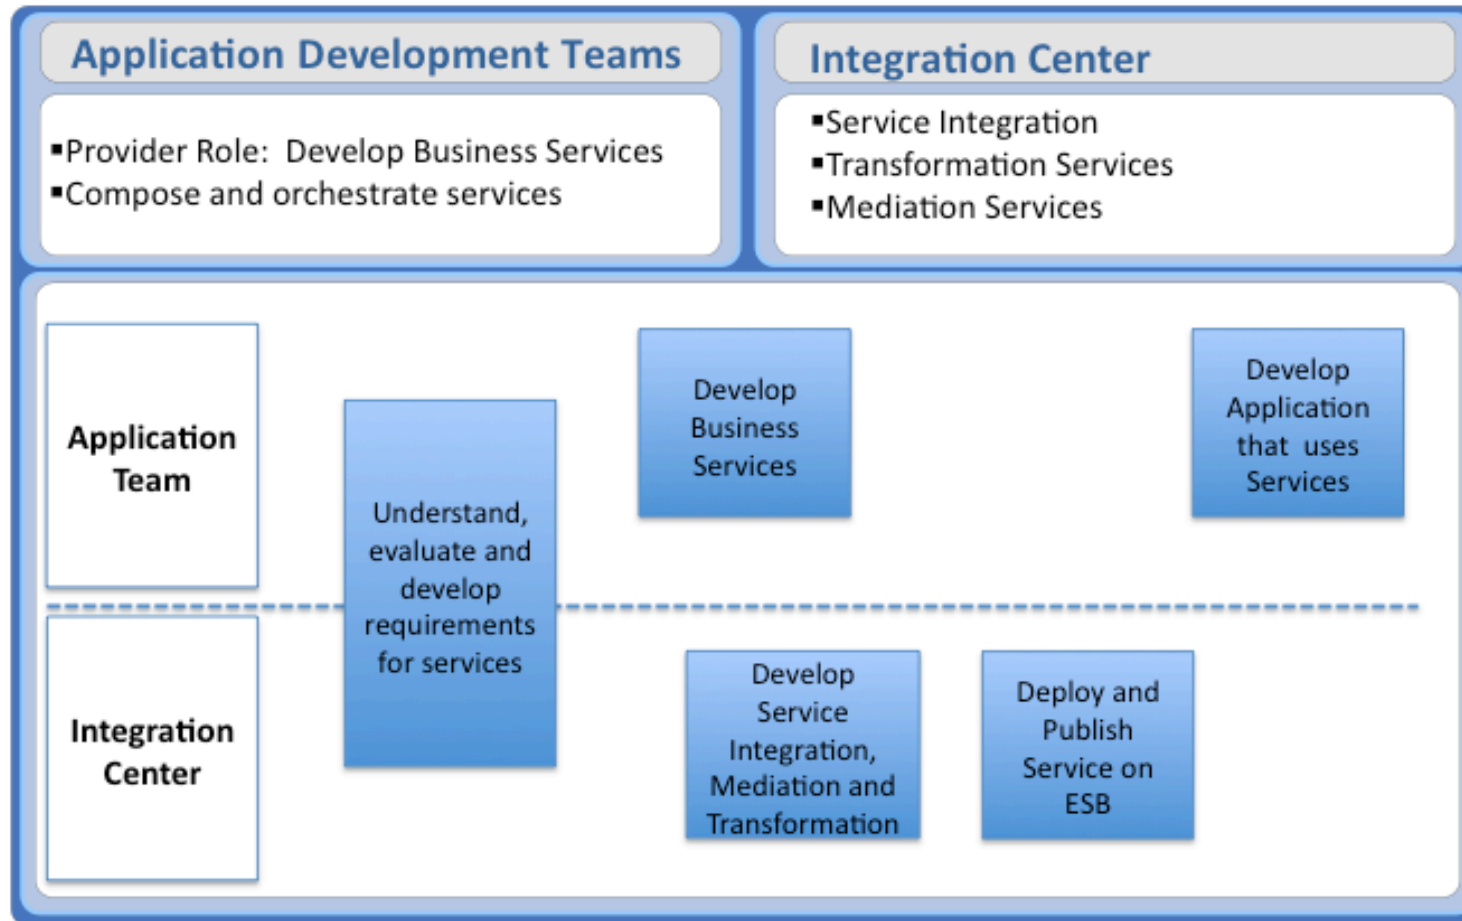 Application Development Teams
▪Provider Role:  Develop Business Services
▪Compose and orchestrate services
Integration Center
▪Service Integration
▪Transformation Services
▪Mediation Services
Application
Team
Understand,
evaluate and
develop
requirements
for services
Develop
Business
Services
Develop
Application
that  uses
Services
Integration
Center
Develop
Service
Integration,
Mediation and
Transformation
Deploy and
Publish
Service on
ESB